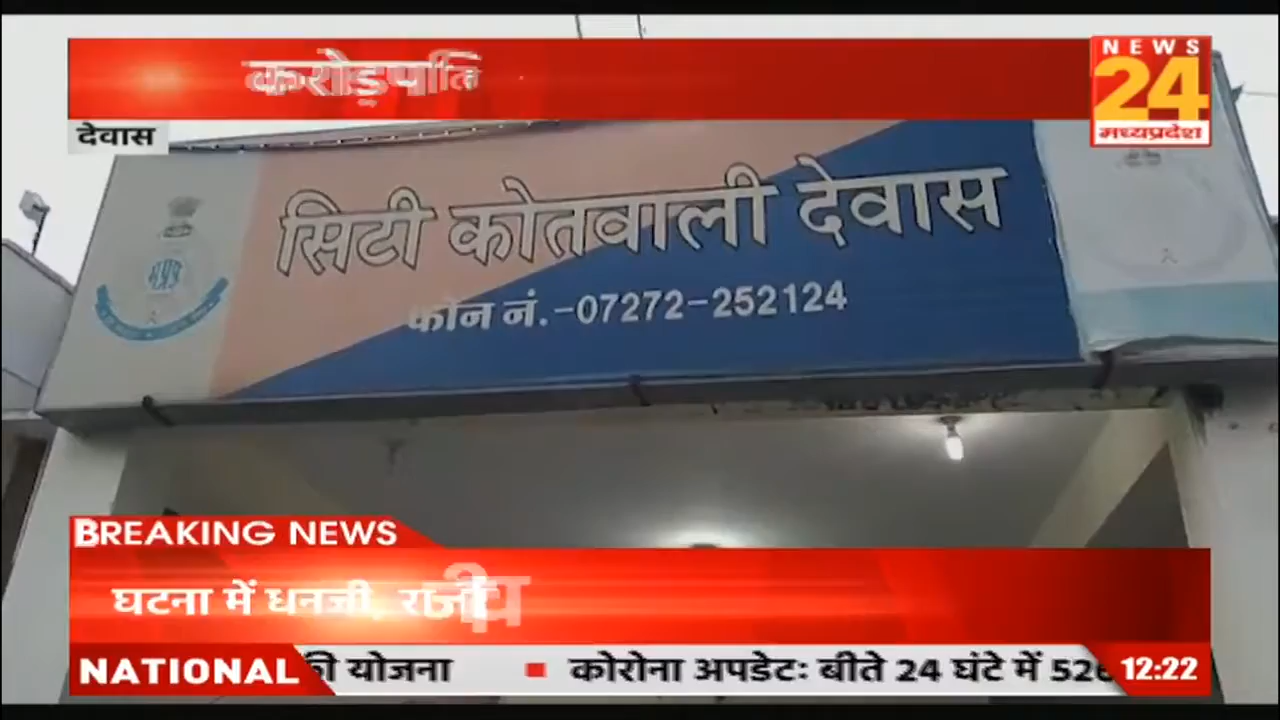 करोड़पति
NEWS
24
मध्यप्रदेश
देवास
सिटी कोतवाली देवास
फोन नं.-07272-252124
BREAKING NEWS
घटना में धनजी, राजीव
NATIONAL
की योजना ▪ कोरोना अपडेटः बीते 24 घंटे में 526
12:22